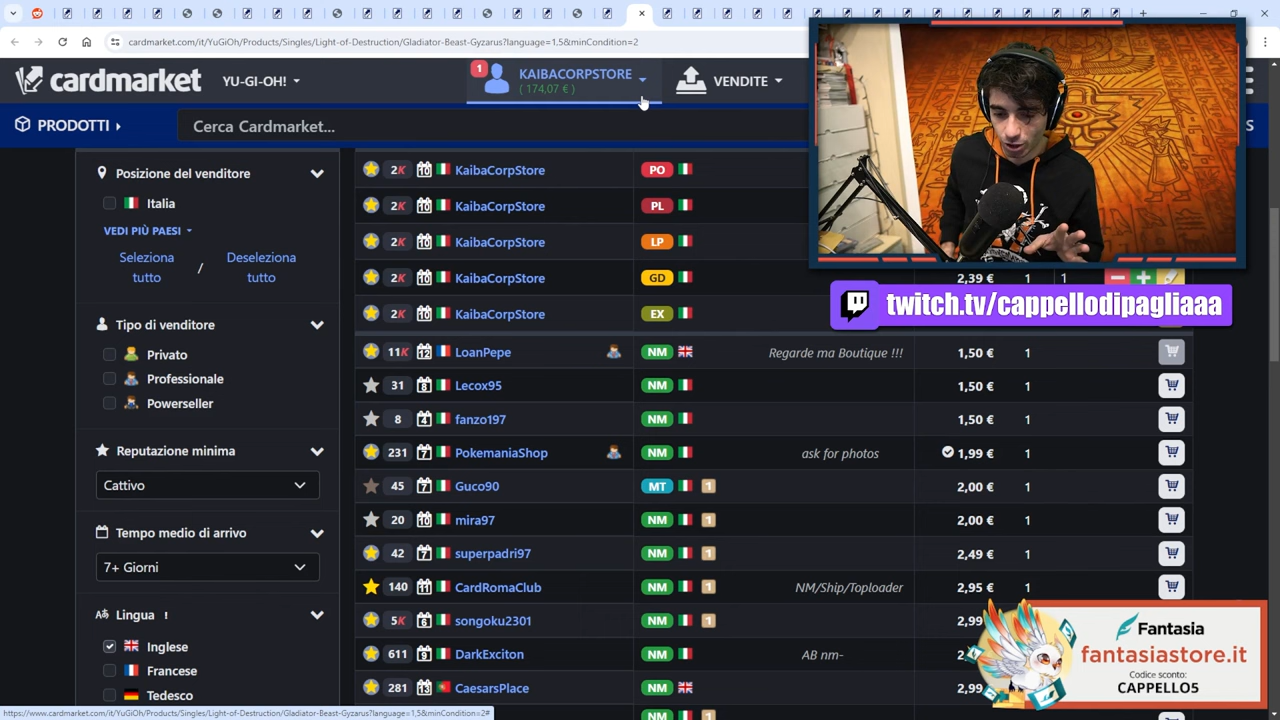 cardmarket.com/it/YuGiOh/Products/Singles/Light-of-Destruction/Gladiator-Beast-Gyzarus?language=1,5&minCondition=2
cardmarket
YU-GI-OH!
1
KAIBACORPSTORE
( 174,07 € )
VENDITE
PRODOTTI
Cerca Cardmarket...
S
Posizione del venditore
Italia
VEDI PIÙ PAESI
Seleziona tutto / Deseleziona tutto
Tipo di venditore
Privato
Professionale
Powerseller
Reputazione minima
Cattivo
Tempo medio di arrivo
7+ Giorni
Lingua !
Inglese
Francese
Tedesco
2K 10 KaibaCorpStore PO
2K 10 KaibaCorpStore PL
2K 10 KaibaCorpStore LP
2K 10 KaibaCorpStore GD 2,39 € 1 1
2K 10 KaibaCorpStore EX
11K 12 LoanPepe NM Regarde ma Boutique !!! 1,50 € 1
31 Lecox95 NM 1,50 € 1
8 4 fang197 NM 1,50 € 1
231 7 PokemaniaShop NM ask for photos 1,99 € 1
45 7 Giul90 MT 1 2,00 € 1
20 10 mira97 NM 1 2,00 € 1
42 7 superpadri97 NM 1 2,49 € 1
140 11 CptRomaClub NM 1 NM/Ship/Toploader 2,95 € 1
5K songoku2301 NM 1 2,99
611 DarkExciton NM AB nm- 2,
281 NM 2,99
1
twitch.tv/cappellodipagliaaa
Fantasia
fantasiastore.it
Codice sconto:
CAPPELLO5
https://www.cardmarket.com/it/YuGiOh/Products/Singles/Light-of-Destruction/Gladiator-Beast-Gyzarus?language=1,5&minCondition=2#